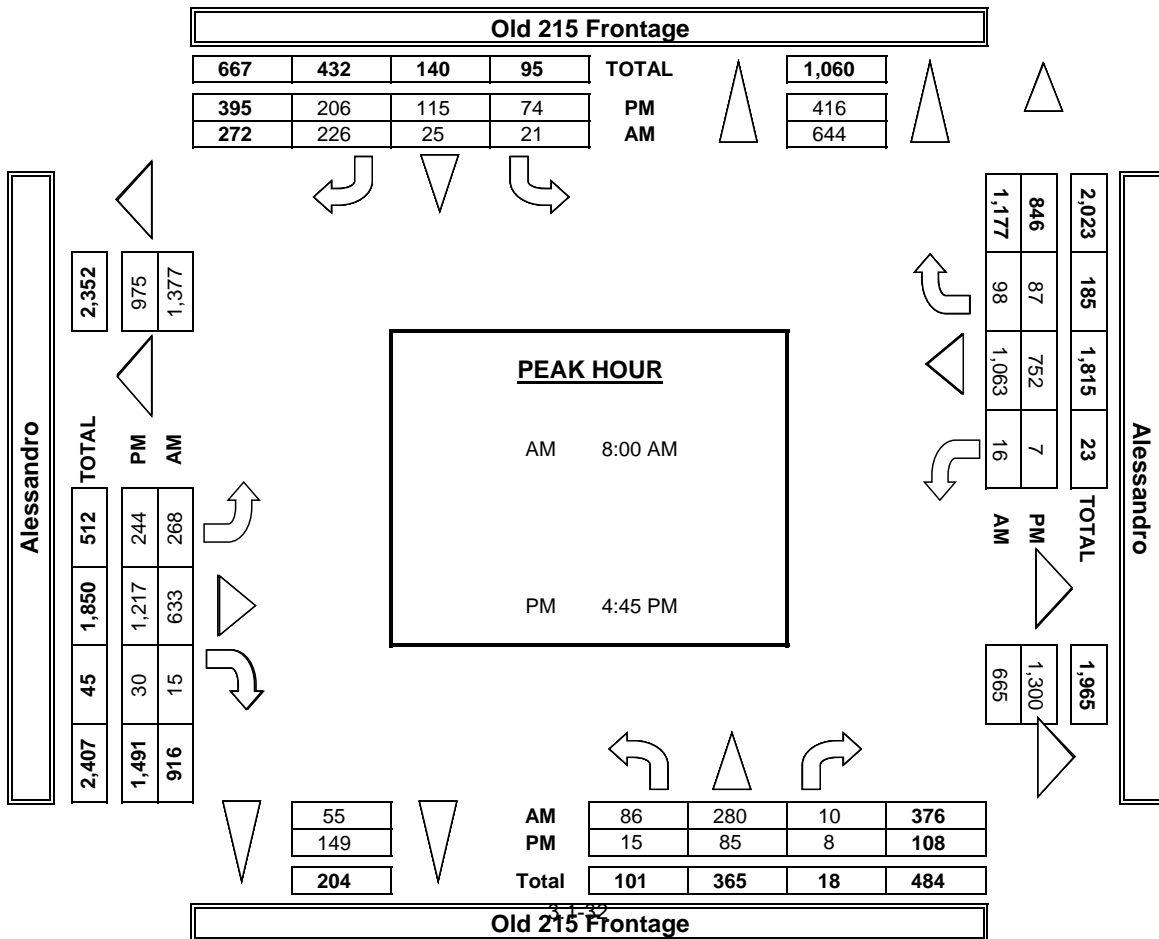 Old 215 Frontage
667 432 140 95 TOTAL 1,060
395 206 115 74 PM 416
272 226 25 21 AM 644
Alessandro
2,352 975 1,377
TOTAL PM AM
512 244 268
1,850 1,217 633
45 30 15
2,407 1,491 916
PEAK HOUR
AM 8:00 AM
PM 4:45 PM
1,177 846 2,023
98 87 185
1,063 752 1,815
16 7 23
AM PM TOTAL
665 1,300 1,965
Alessandro
55 AM 86 280 10 376
149 PM 15 85 8 108
204 Total 101 365 18 484
3.1-32
Old 215 Frontage